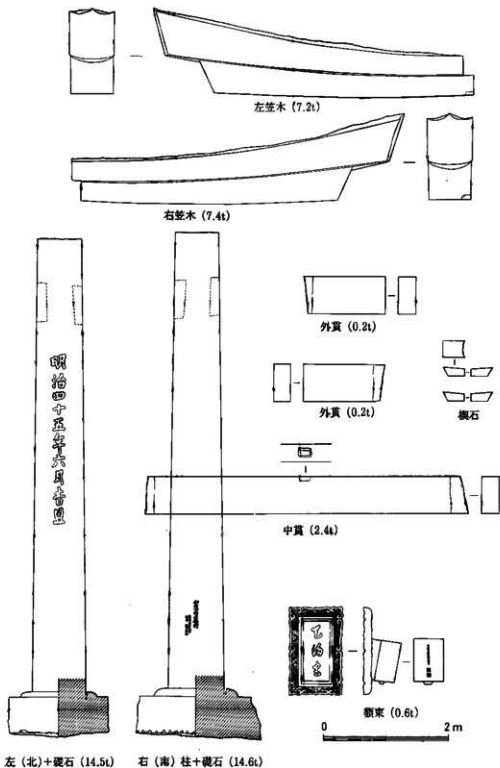 左笠木 (7.2t)
右笠木 (7.4t)
外貫 (0.2t)
外貫 (0.2t)
楔石
明治四十五年六月吉旦
中貫 (2.4t)
額束 (0.6t)
0 2 m
左 (北)+礎石 (14.5t)
右 (南) 柱+礎石 (14.6t)